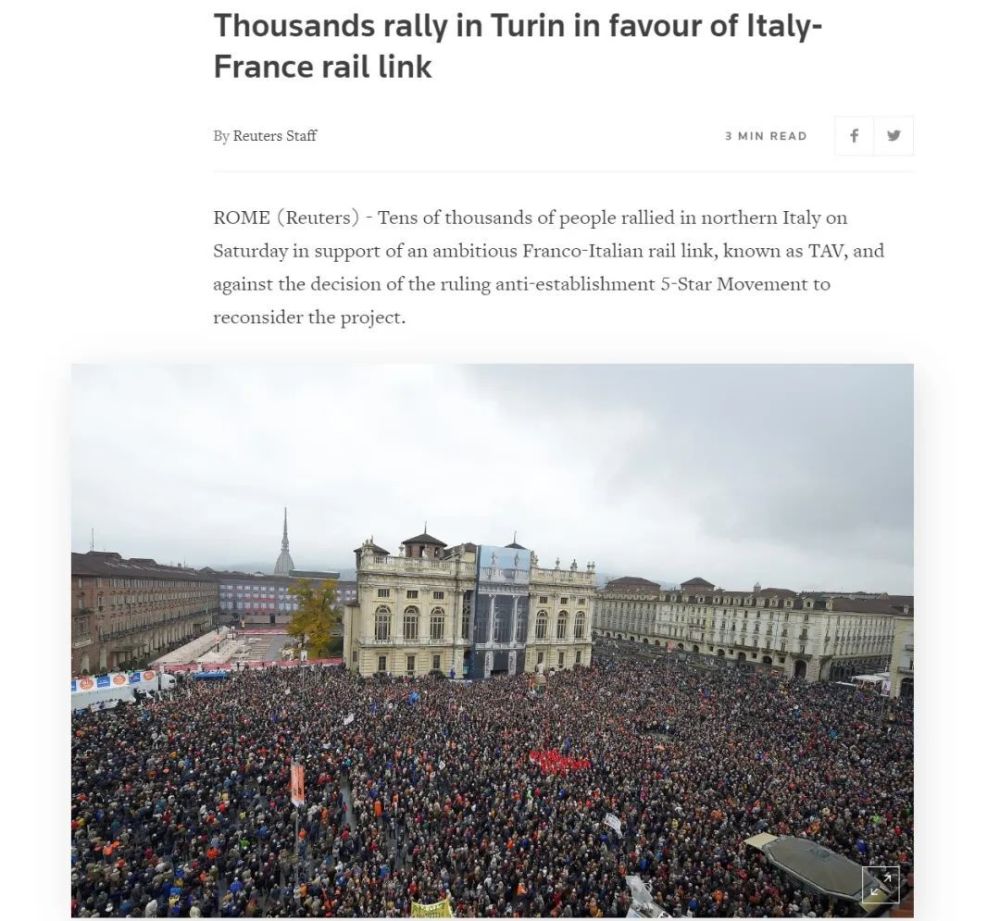 Thousands rally in Turin in favour of Italy-
France rail link
By Reuters Staff
3 MIN READ
ROME (Reuters) - Tens of thousands of people rallied in northern Italy on
Saturday in support of an ambitious Franco-Italian rail link, known as TAV, and
against the decision of the ruling anti-establishment 5-Star Movement to
reconsider the project.